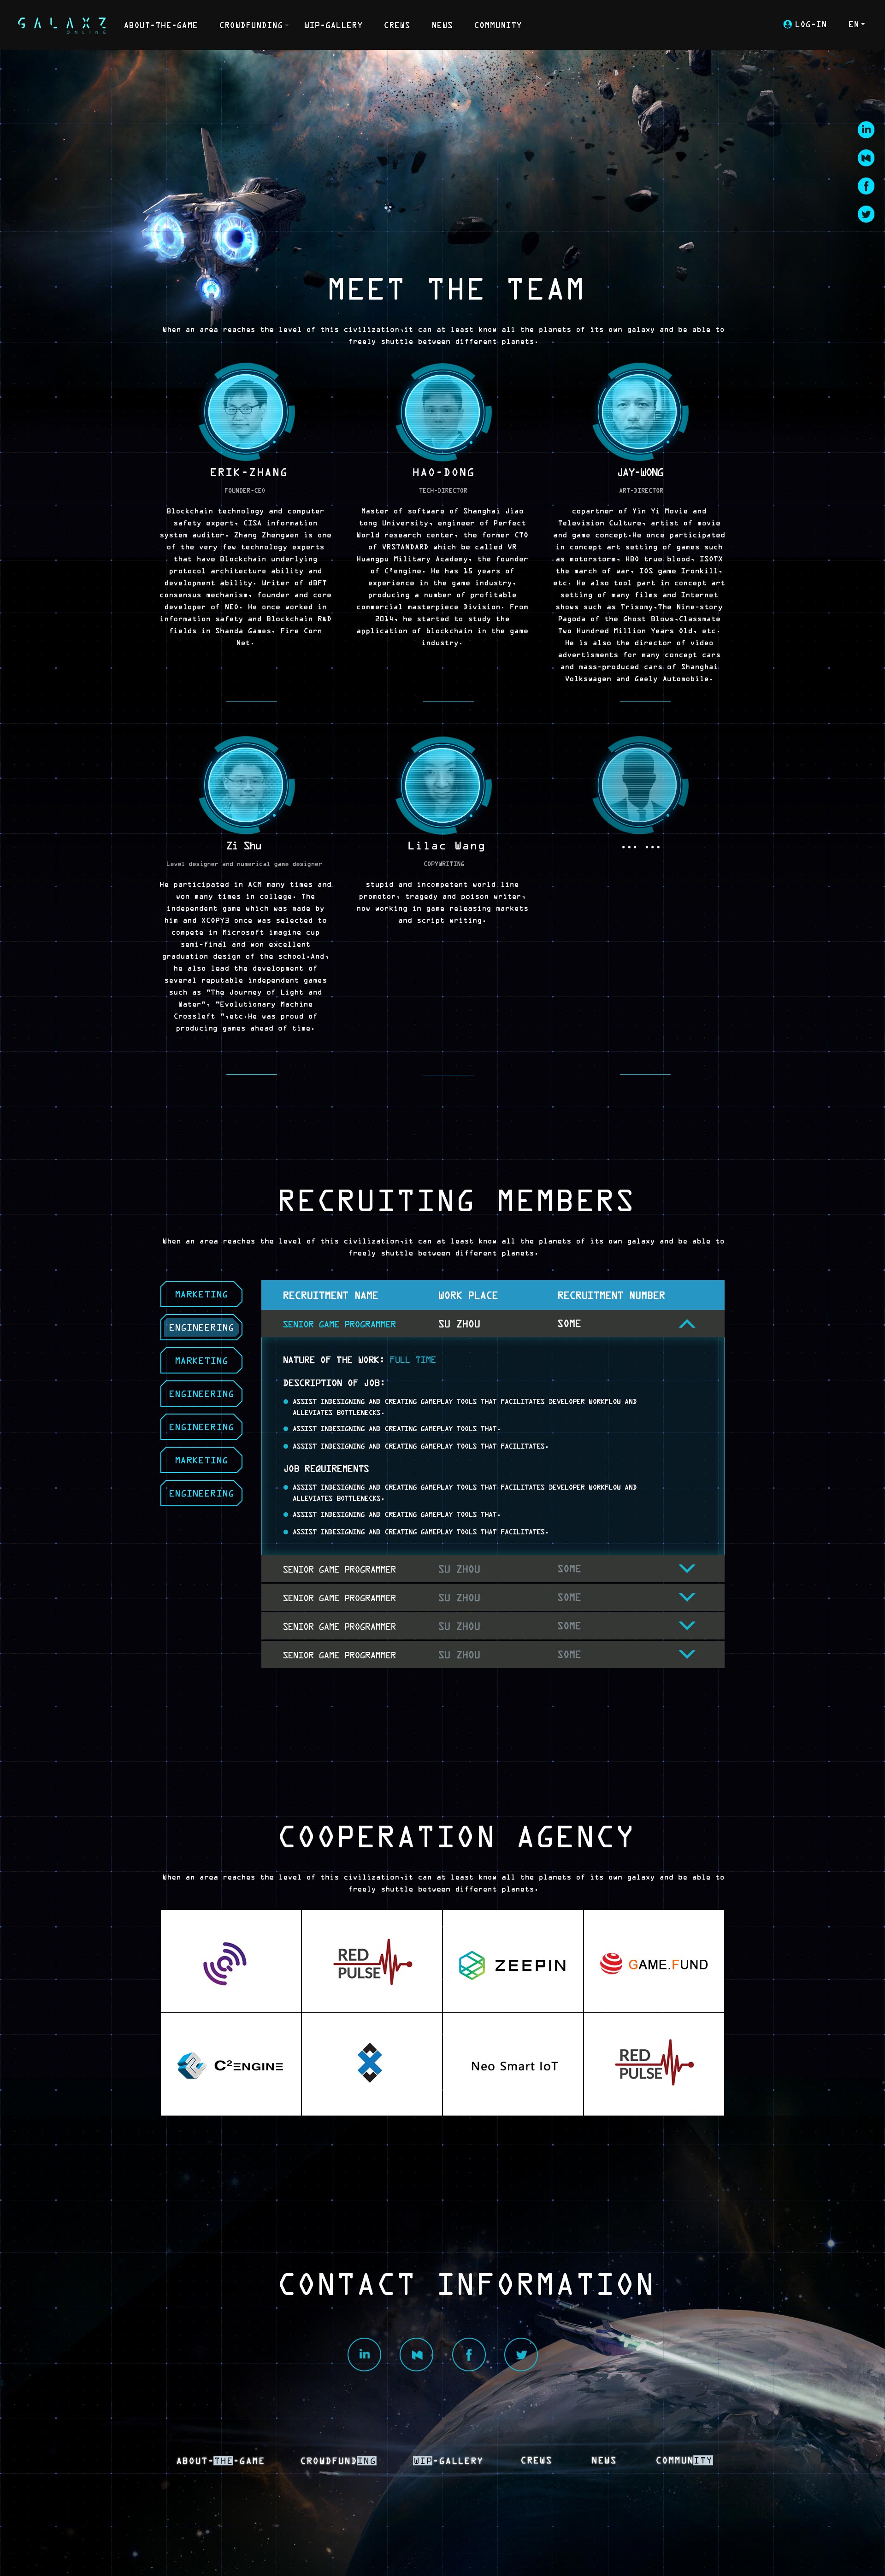 GALAXZ
ONLINE
ABOUT-THE-GAME CROWDFUNDING WIP-GALLERY CREWS NEWS COMMUNITY
LOG-IN EN
MEET THE TEAM
When an area reaches the level of this civilization,it can at least know all the planets of its own galaxy and be able to
freely shuttle between different planets.
ERIK-ZHANG
FOUNDER-CEO
Blockchain technology and computer
safety expert, CISA information
system auditor. Zhang Zhengwen is one
of the very few technology experts
that have Blockchain underlying
protocol architecture ability and
development ability. Writer of dBFT
consensus mechanism, founder and core
developer of NEO. He once worked in
information safety and Blockchain R&D
fields in Shanda Games, Fire Corn
Net.
HAO-DONG
TECH-DIRECTOR
Master of software of Shanghai Jiao
tong University, engineer of Perfect
World research center, the former CTO
of VRSTANDARD which be called VR
Huangpu Military Academy, the founder
of C²engine. He has 15 years of
experience in the game industry,
producing a number of profitable
commercial masterpiece Division. From
2014, he started to study the
application of blockchain in the game
industry.
JAY-WONG
ART-DIRECTOR
copartner of Yin Yi Movie and
Television Culture, artist of movie
and game concept.He once participated
in concept art setting of games such
as motorstorm, HBO true blood, ISOTX
the march of war, IOS game Ironkill,
etc. He also tool part in concept art
setting of many films and Internet
shows such as Trisomy,The Nine-story
Pagoda of the Ghost Blows,Classmate
Two Hundred Million Years Old, etc.
He is also the director of video
advertisments for many concept cars
and mass-produced cars of Shanghai
Volkswagen and Geely Automobile.
Zi Shu
Level designer and numerical game designer
He participated in ACM many times and
won many times in college. The
independent game which was made by
him and XCOPY3 once was selected to
compete in Microsoft imagine cup
semi-final and won excellent
graduation design of the school.And,
he also lead the development of
several reputable independent games
such as "The Journey of Light and
Water", "Evolutionary Machine
Crossleft ",etc.He was proud of
producing games ahead of time.
Lilac Wang
COPYWRITING
stupid and incompetent world line
promotor, tragedy and poison writer,
now working in game releasing markets
and script writing.
... ...
RECRUITING MEMBERS
When an area reaches the level of this civilization,it can at least know all the planets of its own galaxy and be able to
freely shuttle between different planets.
MARKETING
ENGINEERING
MARKETING
ENGINEERING
ENGINEERING
MARKETING
ENGINEERING
RECRUITMENT NAME WORK PLACE RECRUITMENT NUMBER
SENIOR GAME PROGRAMMER SU ZHOU SOME
NATURE OF THE WORK: FULL TIME
DESCRIPTION OF JOB:
ASSIST INDESIGNING AND CREATING GAMEPLAY TOOLS THAT FACILITATES DEVELOPER WORKFLOW AND
ALLEVIATES BOTTLENECKS.
ASSIST INDESIGNING AND CREATING GAMEPLAY TOOLS THAT.
ASSIST INDESIGNING AND CREATING GAMEPLAY TOOLS THAT FACILITATES.
JOB REQUIREMENTS
ASSIST INDESIGNING AND CREATING GAMEPLAY TOOLS THAT FACILITATES DEVELOPER WORKFLOW AND
ALLEVIATES BOTTLENECKS.
ASSIST INDESIGNING AND CREATING GAMEPLAY TOOLS THAT.
ASSIST INDESIGNING AND CREATING GAMEPLAY TOOLS THAT FACILITATES.
SENIOR GAME PROGRAMMER SU ZHOU SOME
SENIOR GAME PROGRAMMER SU ZHOU SOME
SENIOR GAME PROGRAMMER SU ZHOU SOME
SENIOR GAME PROGRAMMER SU ZHOU SOME
COOPERATION AGENCY
When an area reaches the level of this civilization,it can at least know all the planets of its own galaxy and be able to
freely shuttle between different planets.
RED
PULSE
ZEEPIN
GAME.FUND
C²ENGINE
Neo Smart IoT
RED
PULSE
CONTACT INFORMATION
ABOUT-THE-GAME CROWDFUNDING WIP-GALLERY CREWS NEWS COMMUNITY